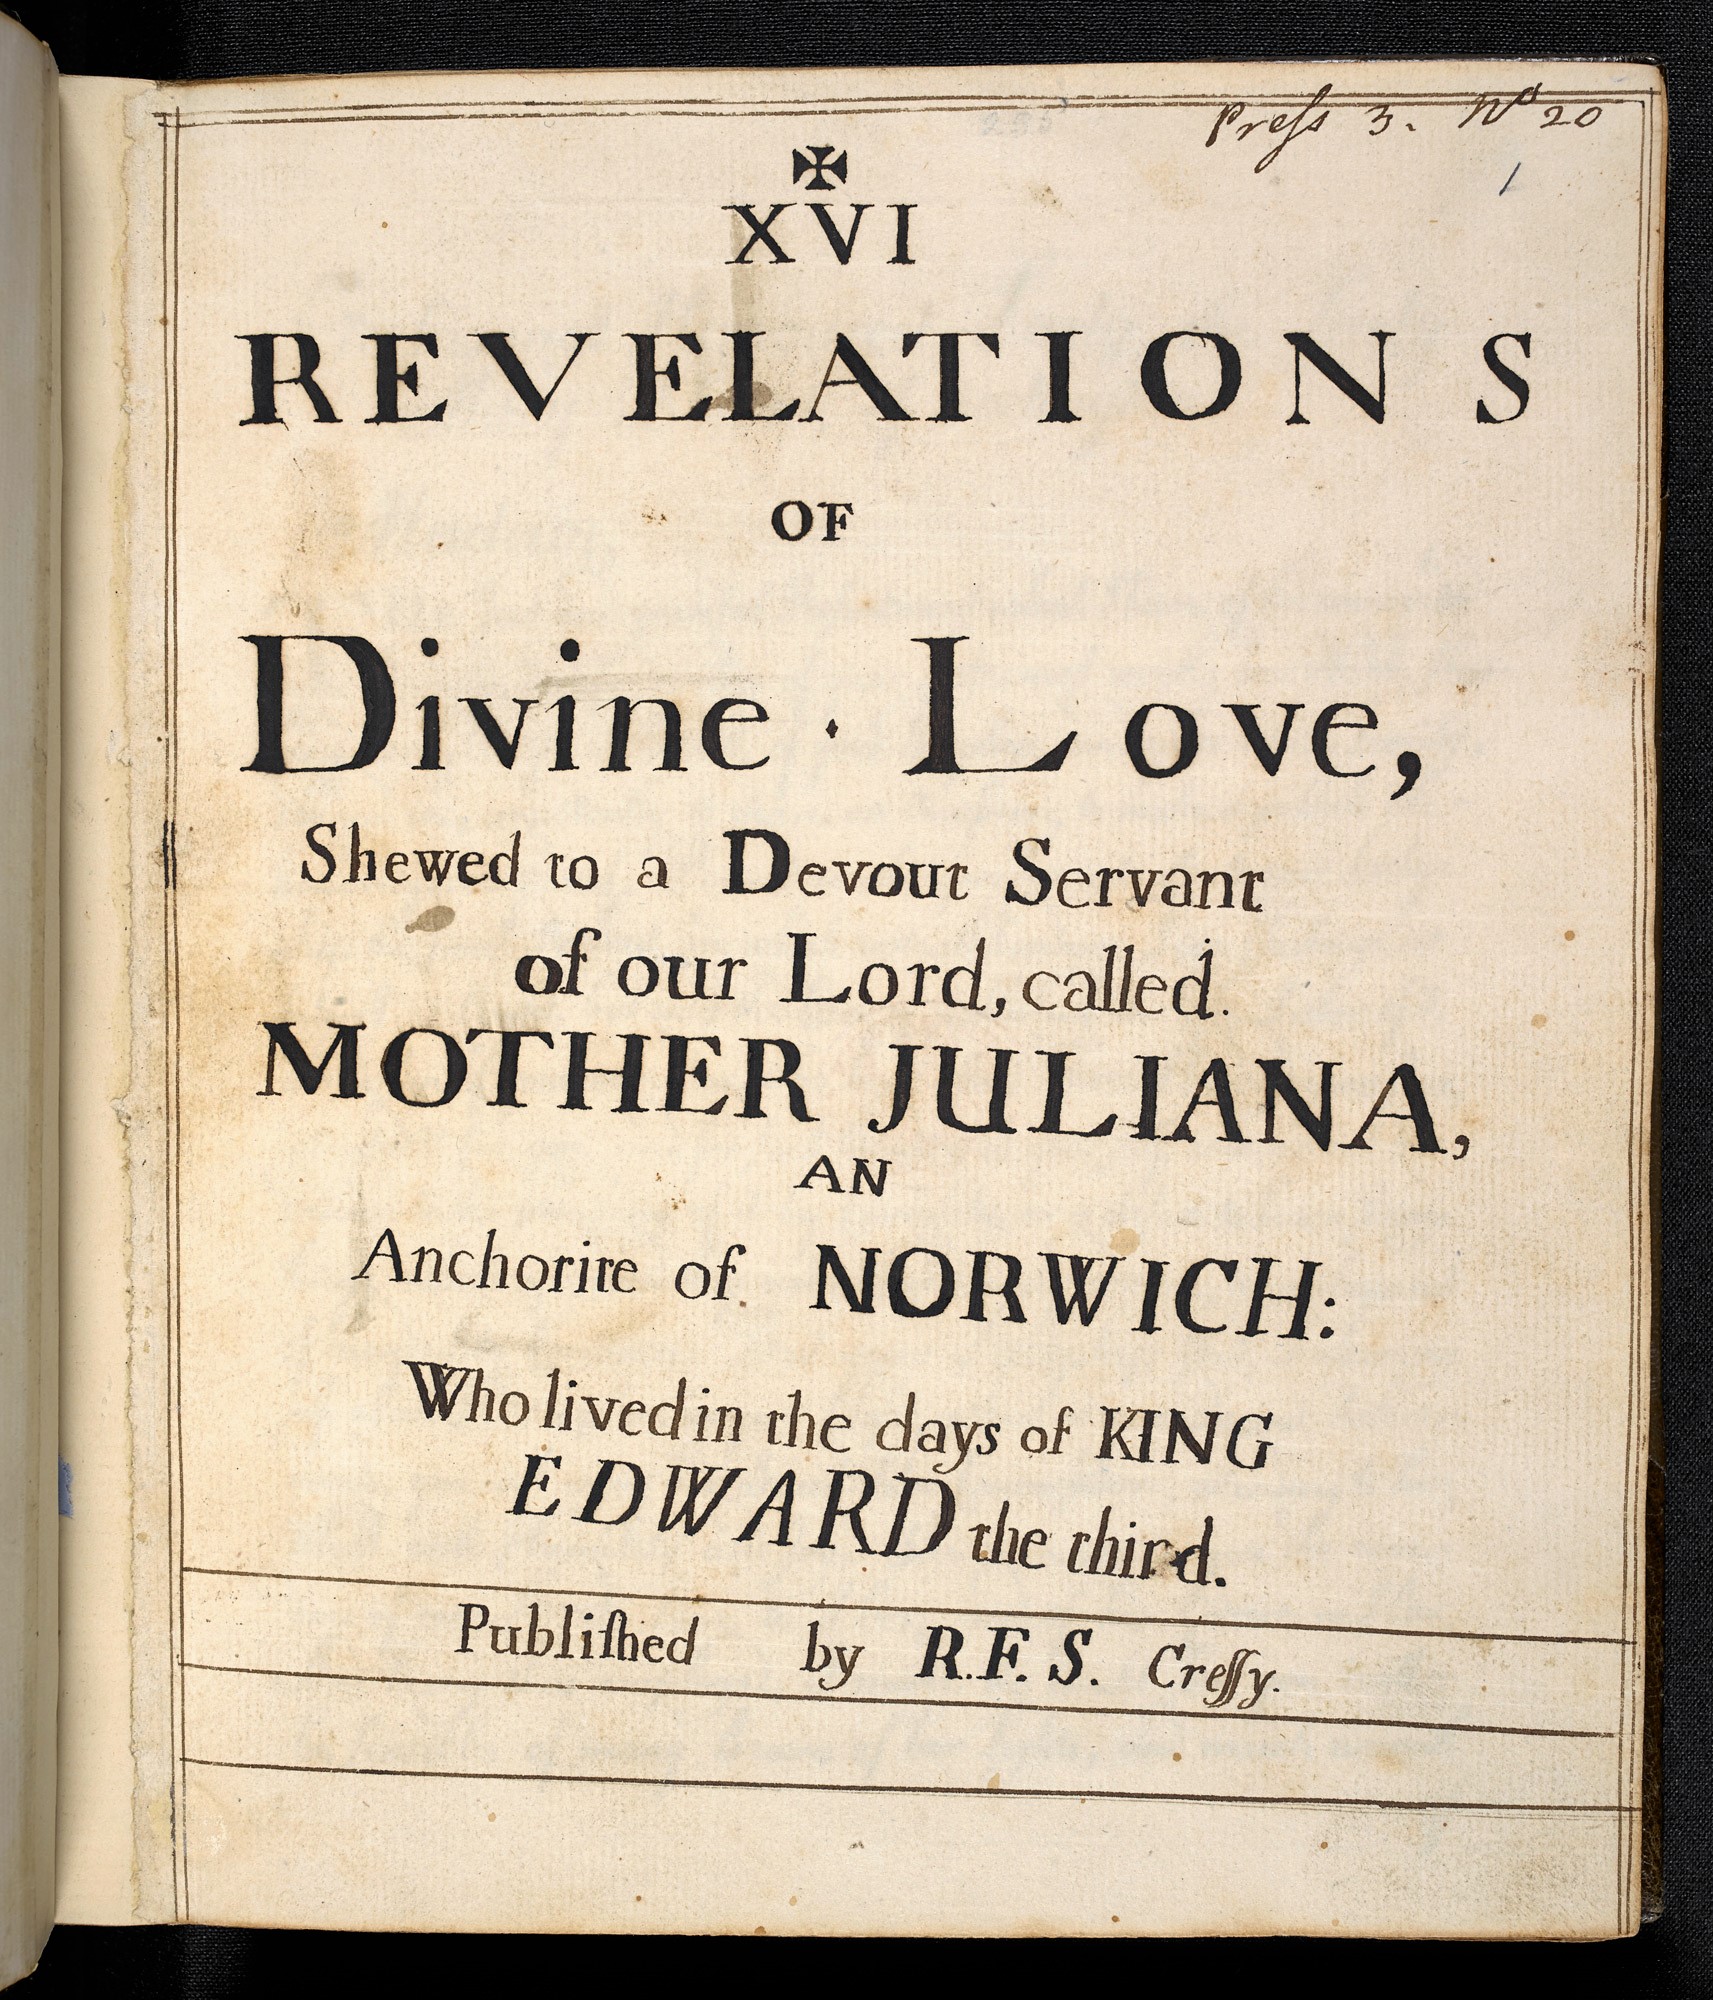 Preſs 3. No 20
1
✠
XVI
REVELATIONS
OF
Divine · Love,
Shewed to a Devout Servant
of our Lord, called.
MOTHER JULIANA,
AN
Anchorite of NORWICH:
Who lived in the days of KING
EDWARD the third.
Publiſhed by R.F.S. Creſſy.